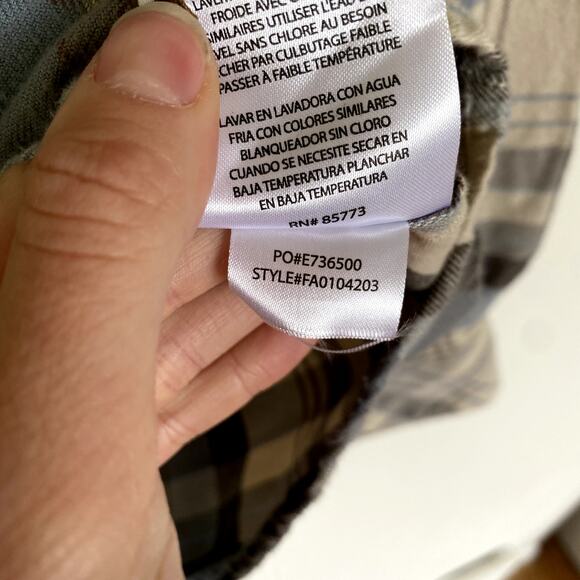 FROIDE AVEC
SIMILAIRES UTILISER L'EAU D
VEL SANS CHLORE AU BESOIN
CHER PAR CULBUTAGE FAIBLE
PASSER À FAIBLE TEMPÉRATURE
LAVAR EN LAVADORA CON AGUA
FRIA CON COLORES SIMILARES
BLANQUEADOR SIN CLORO
CUANDO SE NECESITE SECAR EN
BAJA TEMPERATURA PLANCHAR
EN BAJA TEMPERATURA
RN# 85773
PO#E736500
STYLE#FA0104203